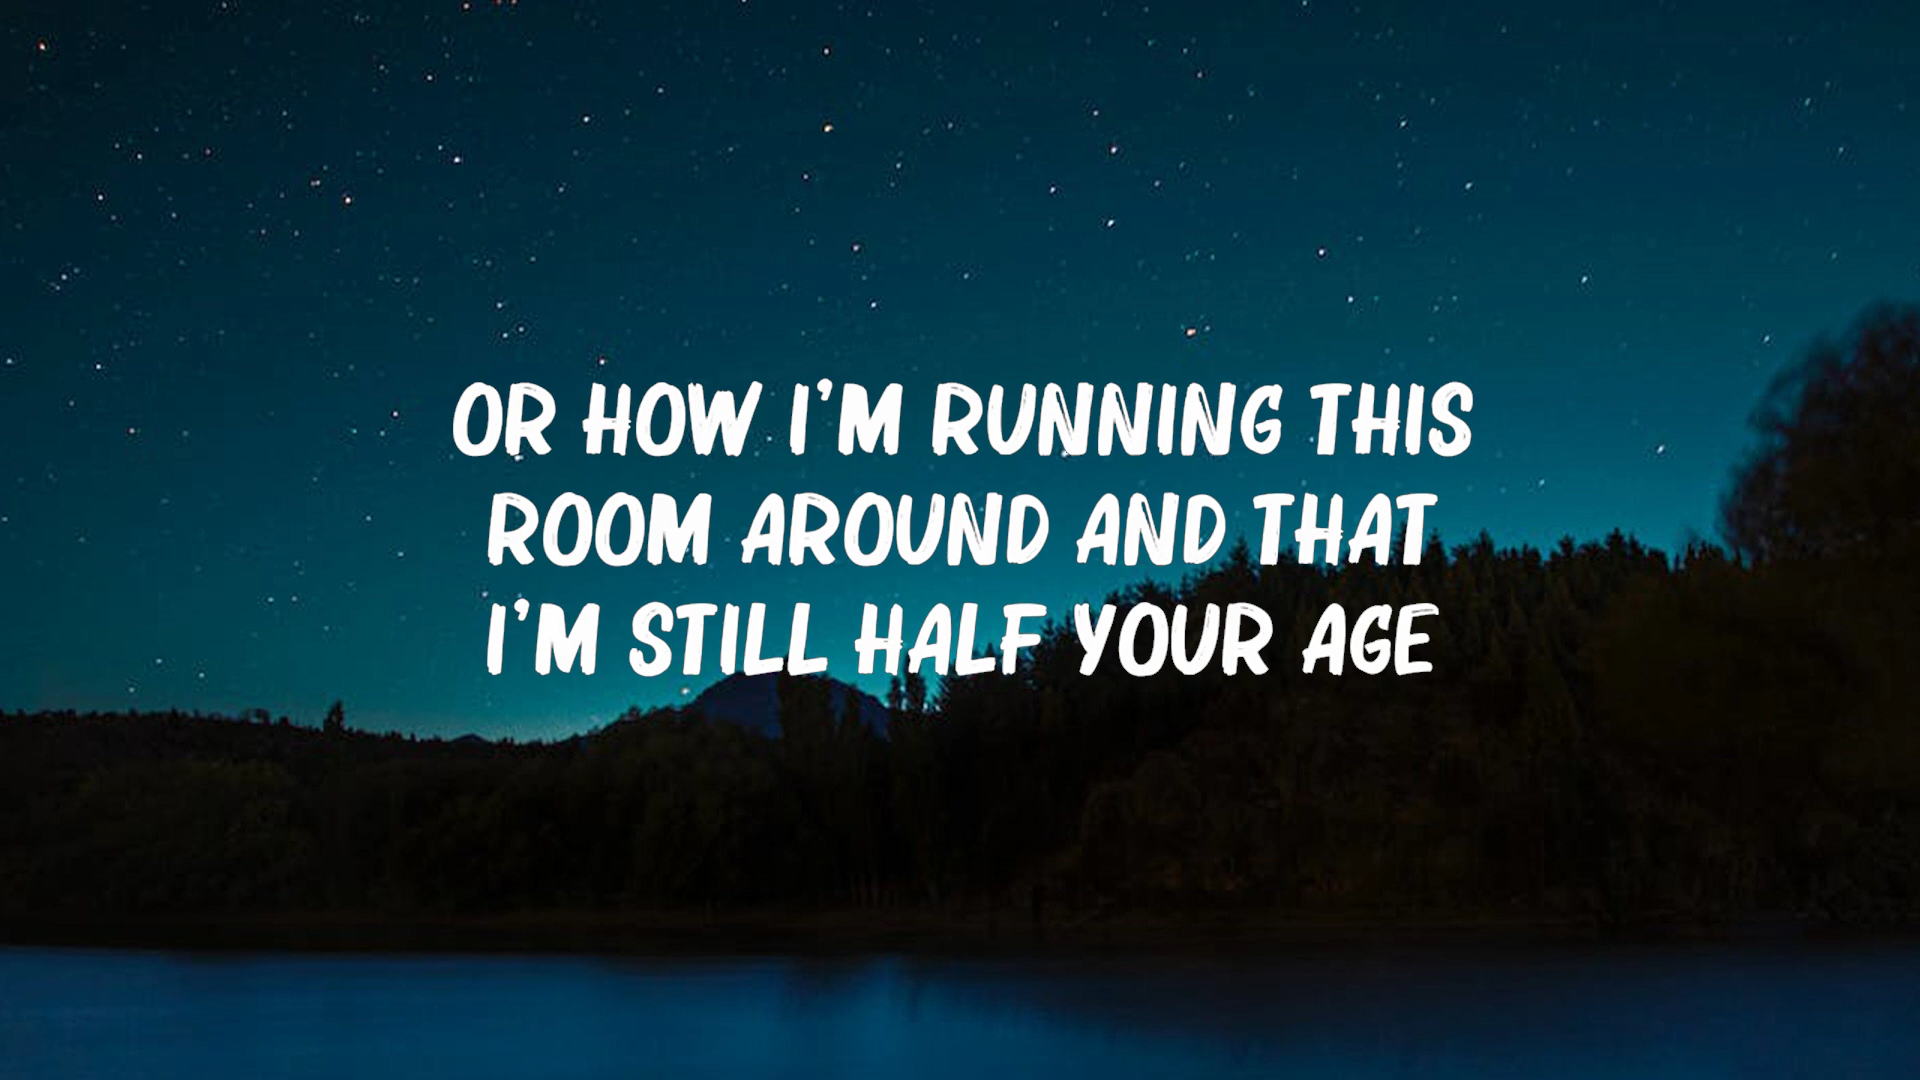 OR HOW I'M RUNNING THIS
ROOM AROUND AND THAT
I'M STILL HALF YOUR AGE